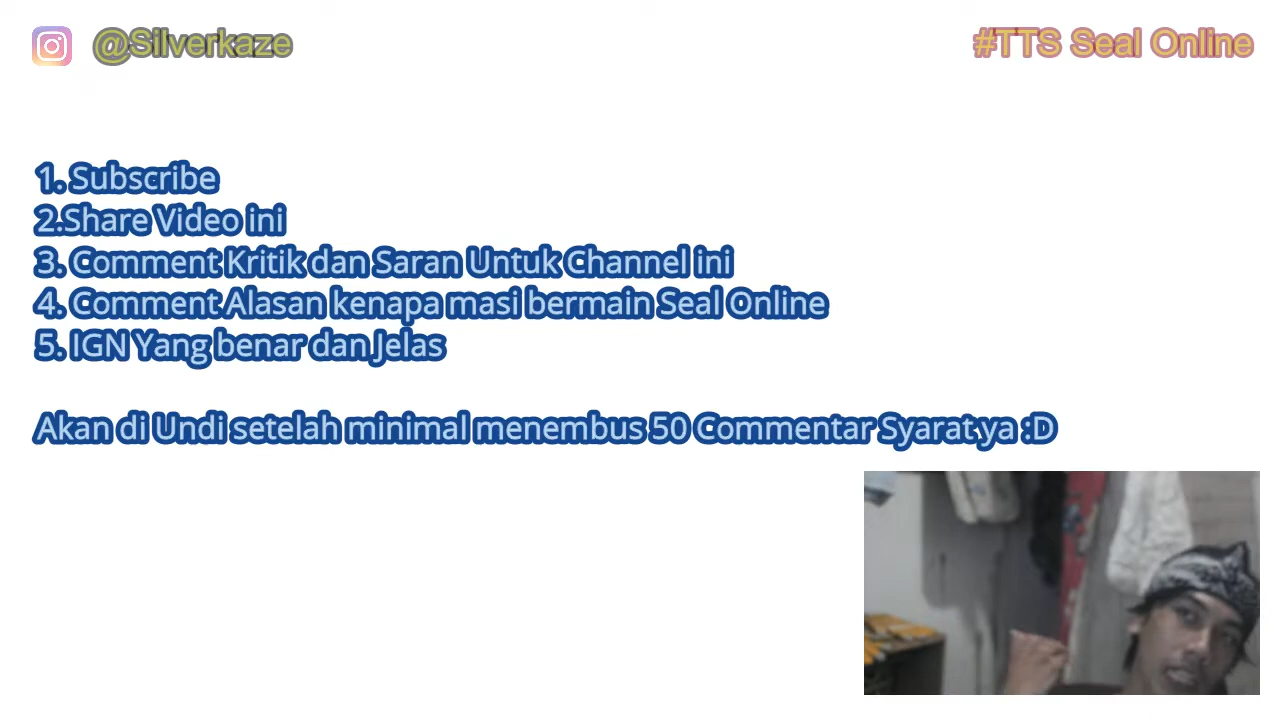 @Silverkaze
#TTS Seal Online
1. Subscribe
2.Share Video ini
3. Comment Kritik dan Saran Untuk Channel ini
4. Comment Alasan kenapa masi bermain Seal Online
5. IGN Yang benar dan Jelas
Akan di Undi setelah minimal menembus 50 Commentar Syarat ya :D